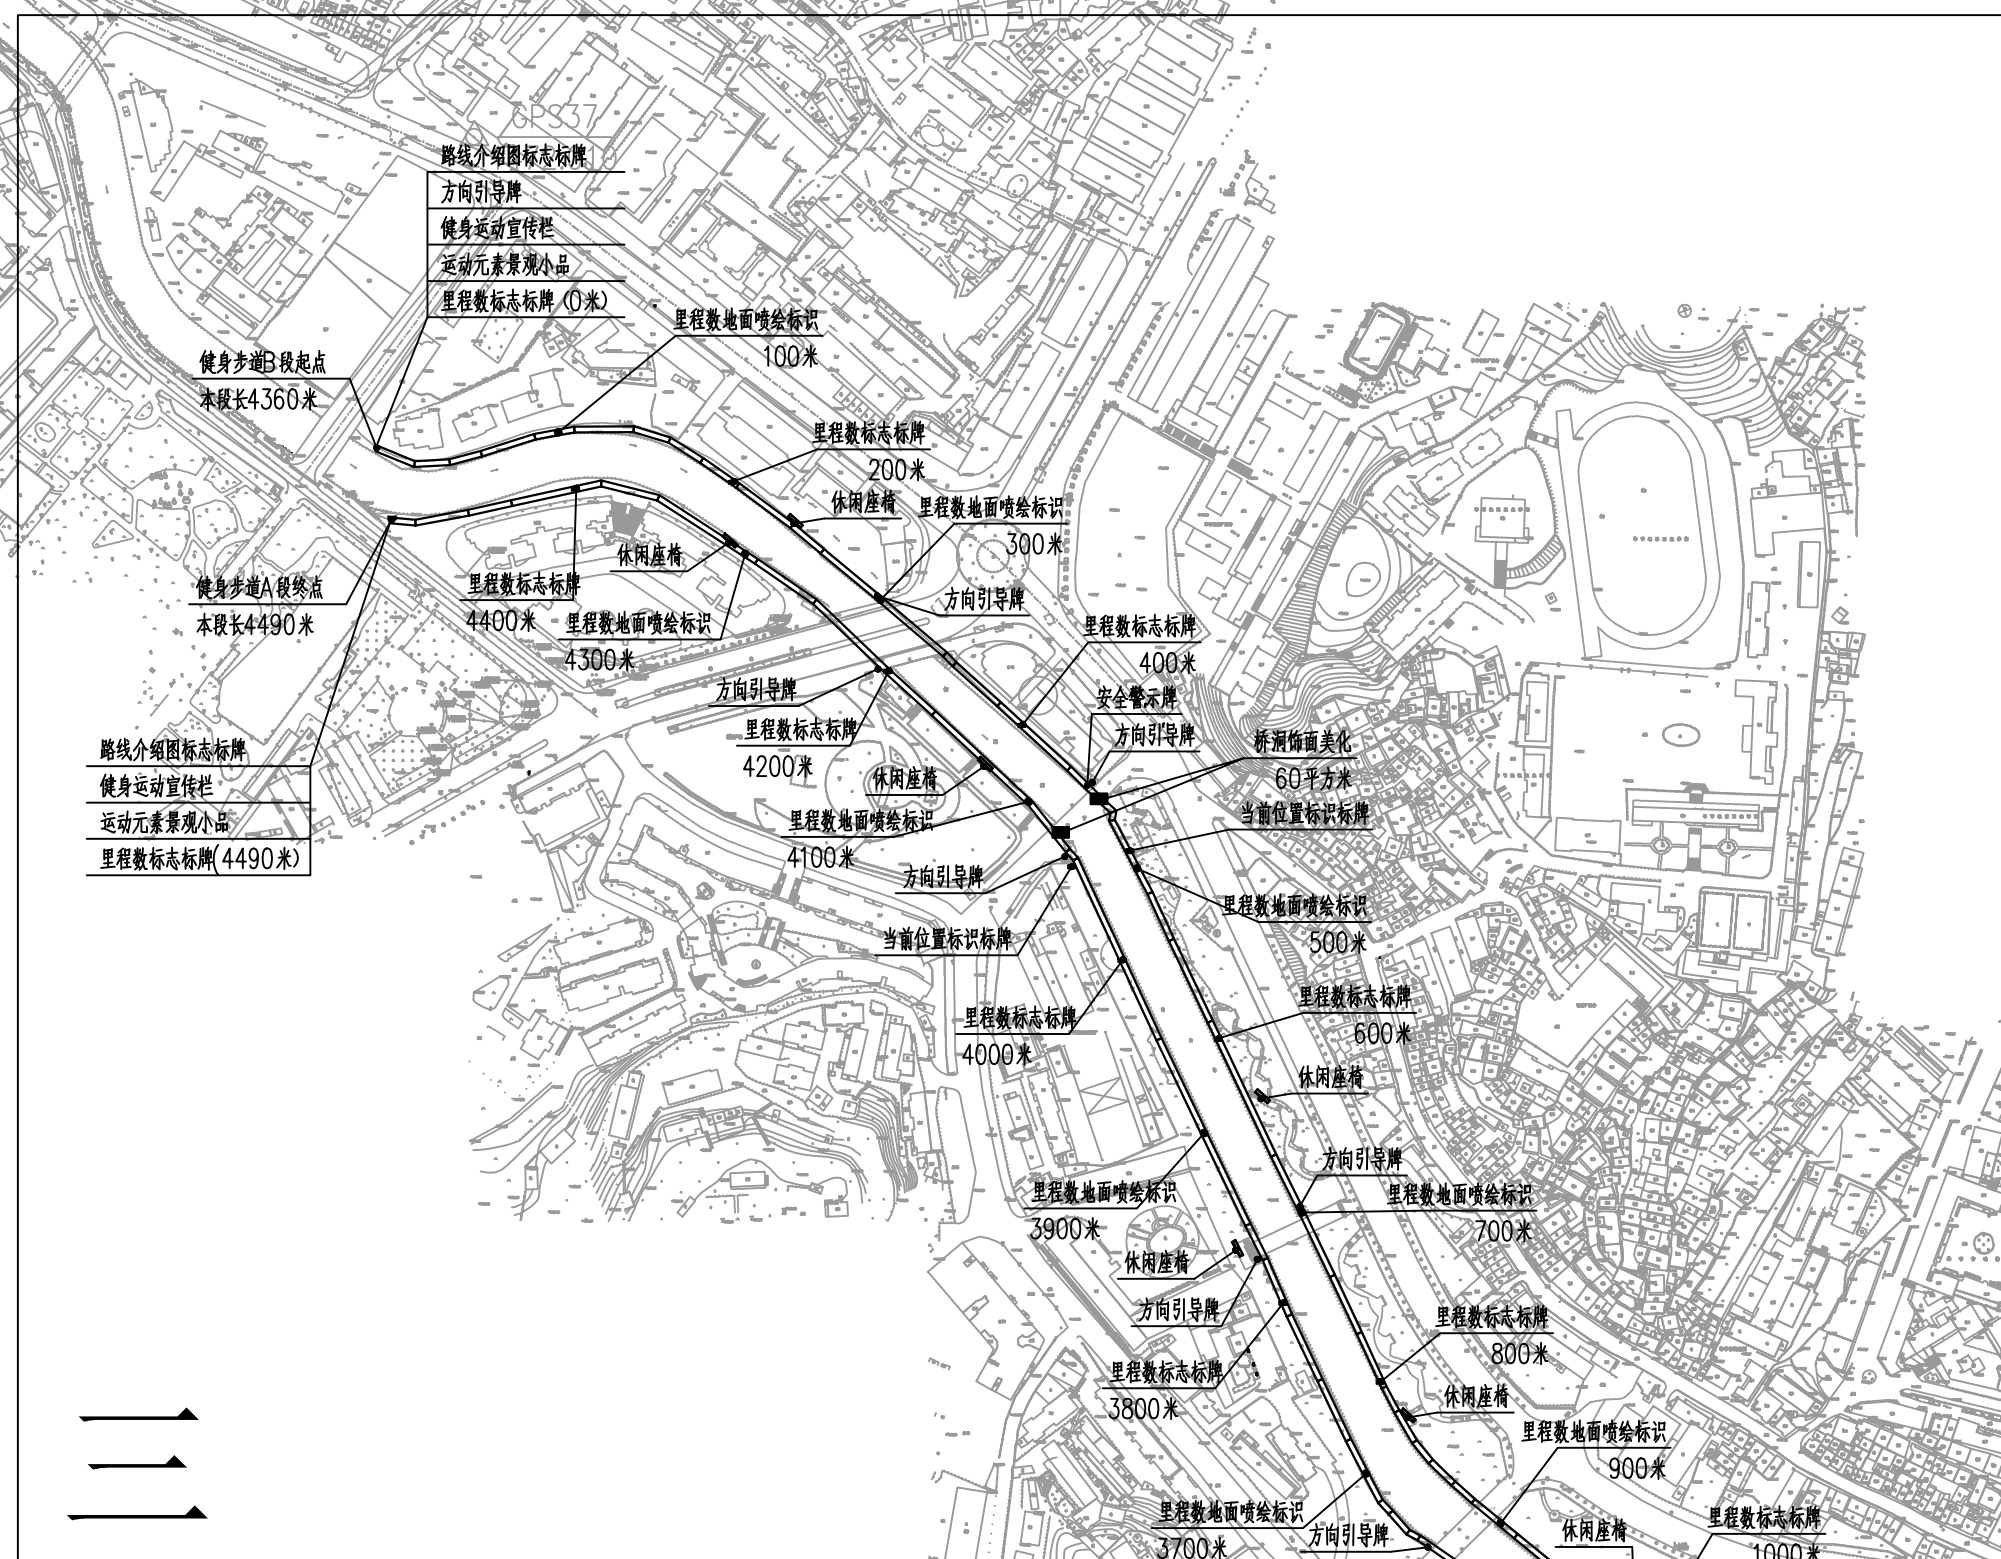 GPS37
路线介绍图标志标牌
方向引导牌
健身运动宣传栏
运动元素景观小品
里程数标志标牌 (0米)
里程数地面喷绘标识
100米
健身步道B段起点
本段长4360米
里程数标志标牌
200米
休闲座椅
里程数地面喷绘标识
300米
休闲座椅
里程数标志标牌
4400米
健身步道A段终点
本段长4490米
方向引导牌
里程数地面喷绘标识
4300米
里程数标志标牌
400米
方向引导牌
安全警示牌
方向引导牌
里程数标志标牌
4200米
桥洞饰面美化
60平方米
路线介绍图标志标牌
健身运动宣传栏
运动元素景观小品
里程数标志标牌(4490米)
休闲座椅
里程数地面喷绘标识
4100米
当前位置标识标牌
方向引导牌
里程数地面喷绘标识
500米
当前位置标识标牌
里程数标志标牌
600米
里程数标志标牌
4000米
休闲座椅
方向引导牌
里程数地面喷绘标识
700米
里程数地面喷绘标识
3900米
休闲座椅
方向引导牌
里程数标志标牌
800米
里程数标志标牌
3800米
休闲座椅
里程数地面喷绘标识
900米
里程数地面喷绘标识
3700米
方向引导牌
休闲座椅
里程数标志标牌
1000米